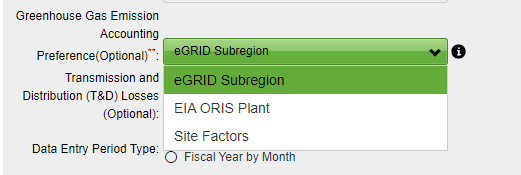 Greenhouse Gas Emission
Accounting
Preference(Optional)**: eGRID Subregion
Transmission and eGRID Subregion
Distribution (T&D) Losses EIA ORIS Plant
(Optional):
Site Factors
Data Entry Period Type:
Fiscal Year by Month